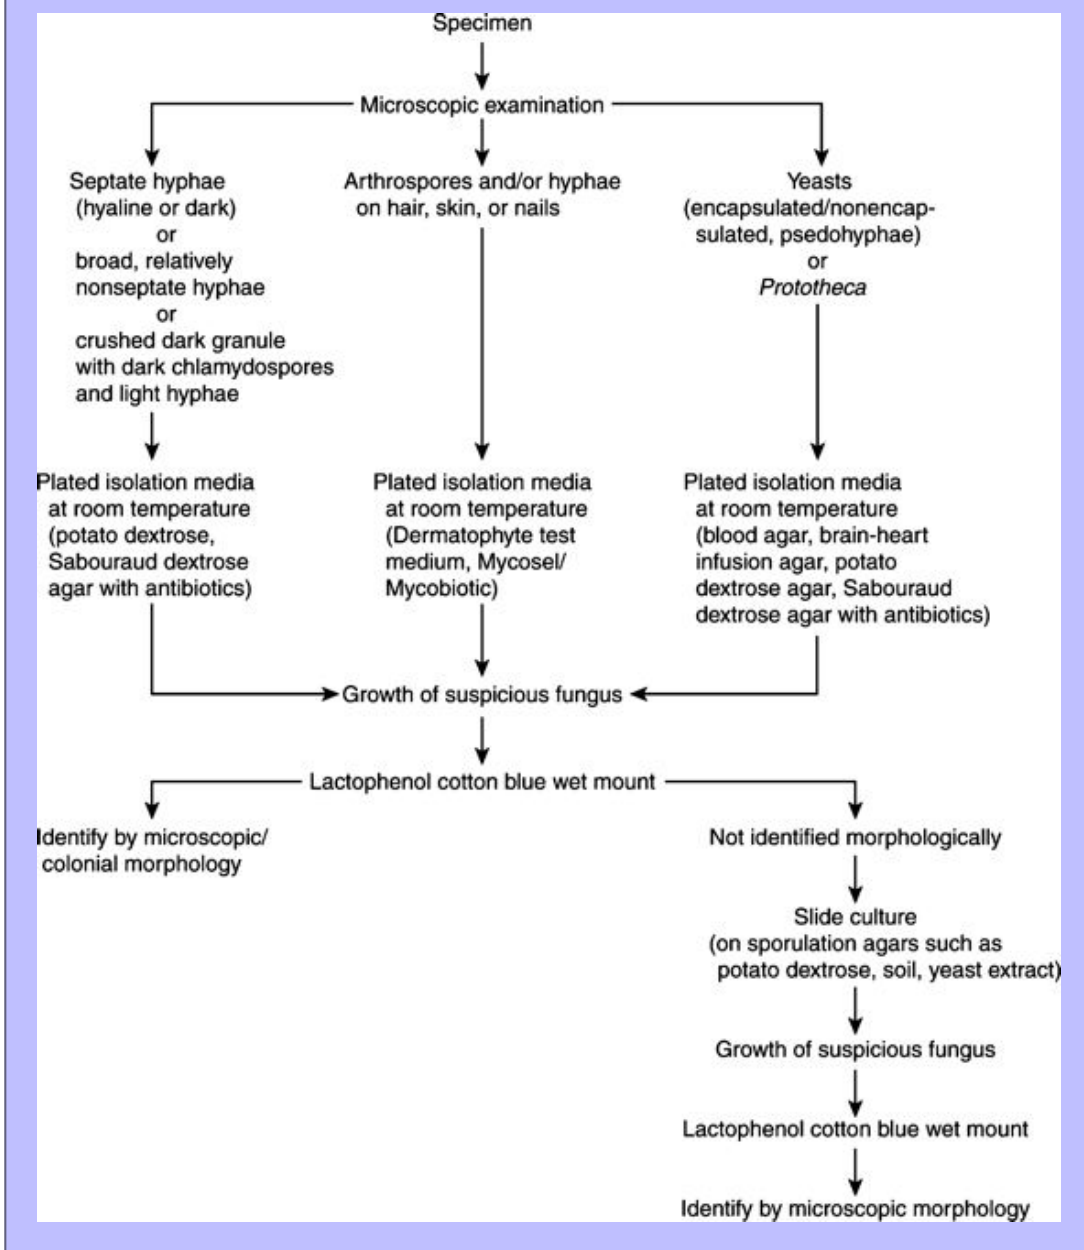 Specimen
Microscopic examination
Septate hyphae
(hyaline or dark)
or
broad, relatively
nonseptate hyphae
or
crushed dark granule
with dark chlamydospores
and light hyphae
Arthrospores and/or hyphae
on hair, skin, or nails
Yeasts
(encapsulated/nonencap-
sulated, psedohyphae)
or
Prototheca
Plated isolation media
at room temperature
(potato dextrose,
Sabouraud dextrose
agar with antibiotics)
Plated isolation media
at room temperature
(Dermatophyte test
medium, Mycosel/
Mycobiotic)
Plated isolation media
at room temperature
(blood agar, brain-heart
infusion agar, potato
dextrose agar, Sabouraud
dextrose agar with antibiotics)
Growth of suspicious fungus
Lactophenol cotton blue wet mount
Identify by microscopic/
colonial morphology
Not identified morphologically
Slide culture
(on sporulation agars such as
potato dextrose, soil, yeast extract)
Growth of suspicious fungus
Lactophenol cotton blue wet mount
Identify by microscopic morphology